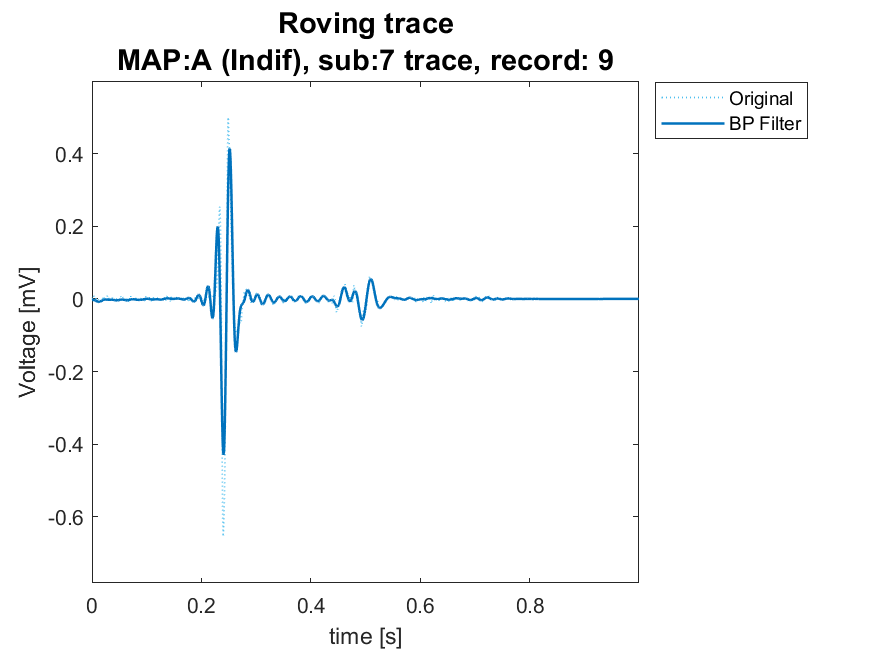 Roving trace
MAP:A (Indif), sub:7 trace, record: 9
Original
BP Filter
Voltage [mV]
0.4
0.2
0
-0.2
-0.4
-0.6
0 0.2 0.4 0.6 0.8
time [s]